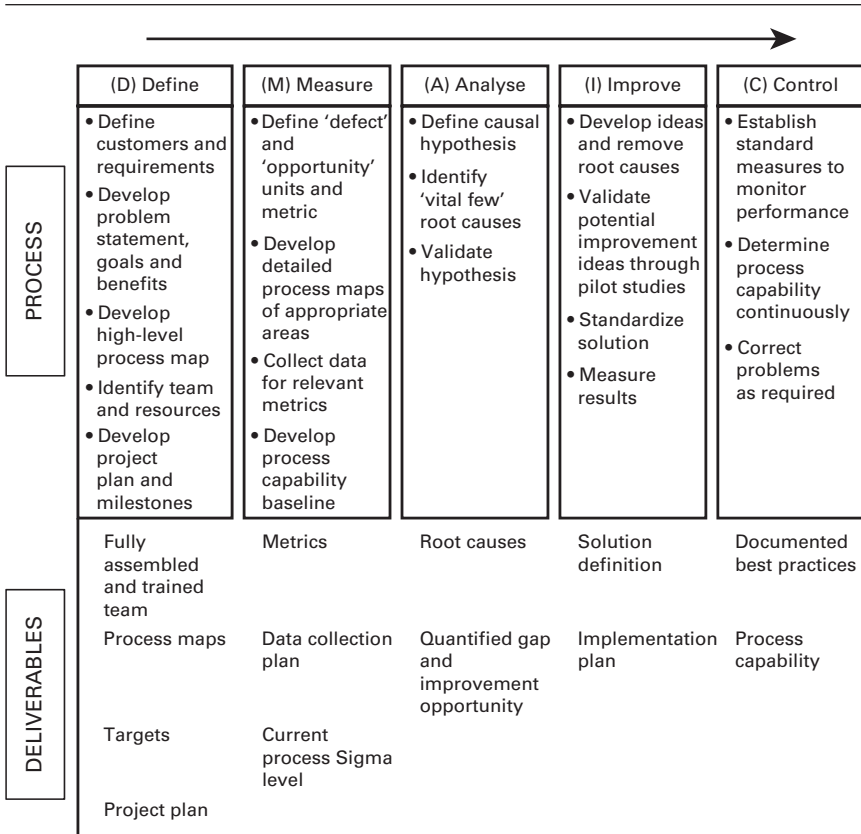 (D) Define
(M) Measure
(A) Analyse
(I) Improve
(C) Control
PROCESS
• Define
customers and
requirements
• Develop
problem
statement,
goals and
benefits
• Develop
high-level
process map
• Identify team
and resources
• Develop
project
plan and
milestones
• Define ‘defect’
and
‘opportunity’
units and
metric
• Develop
detailed
process maps
of appropriate
areas
• Collect data
for relevant
metrics
• Develop
process
capability
baseline
• Define causal
hypothesis
• Identify
‘vital few’
root causes
• Validate
hypothesis
• Develop ideas
and remove
root causes
• Validate
potential
improvement
ideas through
pilot studies
• Standardize
solution
• Measure
results
• Establish
standard
measures to
monitor
performance
• Determine
process
capability
continuously
• Correct
problems
as required
DELIVERABLES
Fully
assembled
and trained
team
Process maps
Targets
Project plan
Metrics
Data collection
plan
Current
process Sigma
level
Root causes
Quantified gap
and
improvement
opportunity
Solution
definition
Implementation
plan
Documented
best practices
Process
capability